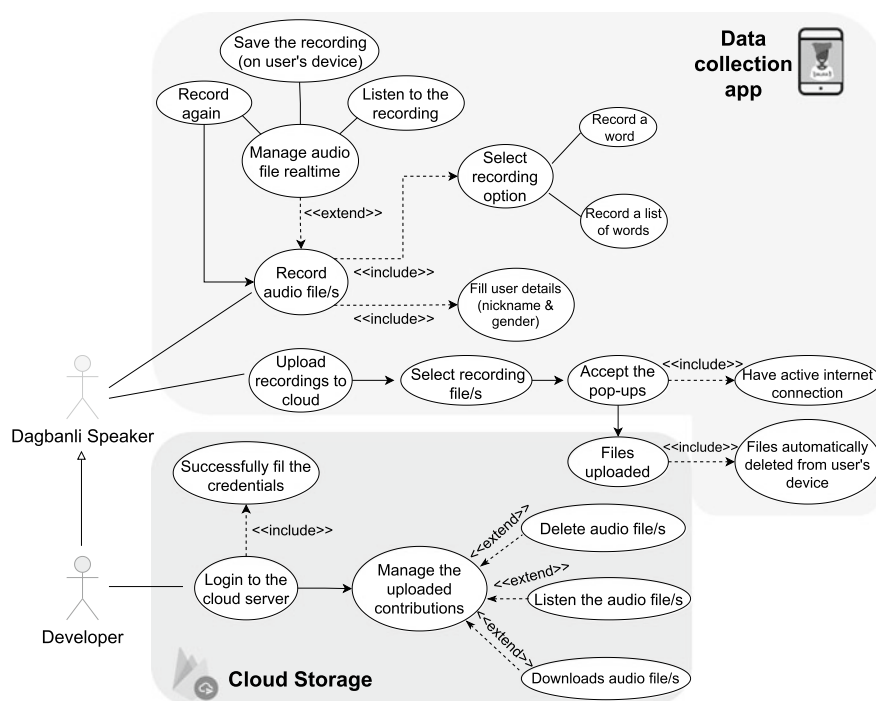 Save the recording
(on user's device)
Data
collection
app
Record
again
Listen to the
recording
Manage audio
file realtime
Select
recording
option
Record a
word
Record a list
of words
<<extend>>
<<include>>
Record
audio file/s
<<include>>
Fill user details
(nickname &
gender)
Upload
recordings to
cloud
Select recording
file/s
Accept the
pop-ups
<<include>>
Have active internet
connection
Dagbanli Speaker
Files
uploaded
<<include>>
Files automatically
deleted from user's
device
Successfully fil the
credentials
<<include>>
Login to the
cloud server
Manage the
uploaded
contributions
<<extend>>
Delete audio file/s
<<extend>>
Listen the audio file/s
<<extend>>
Downloads audio file/s
Developer
Cloud Storage